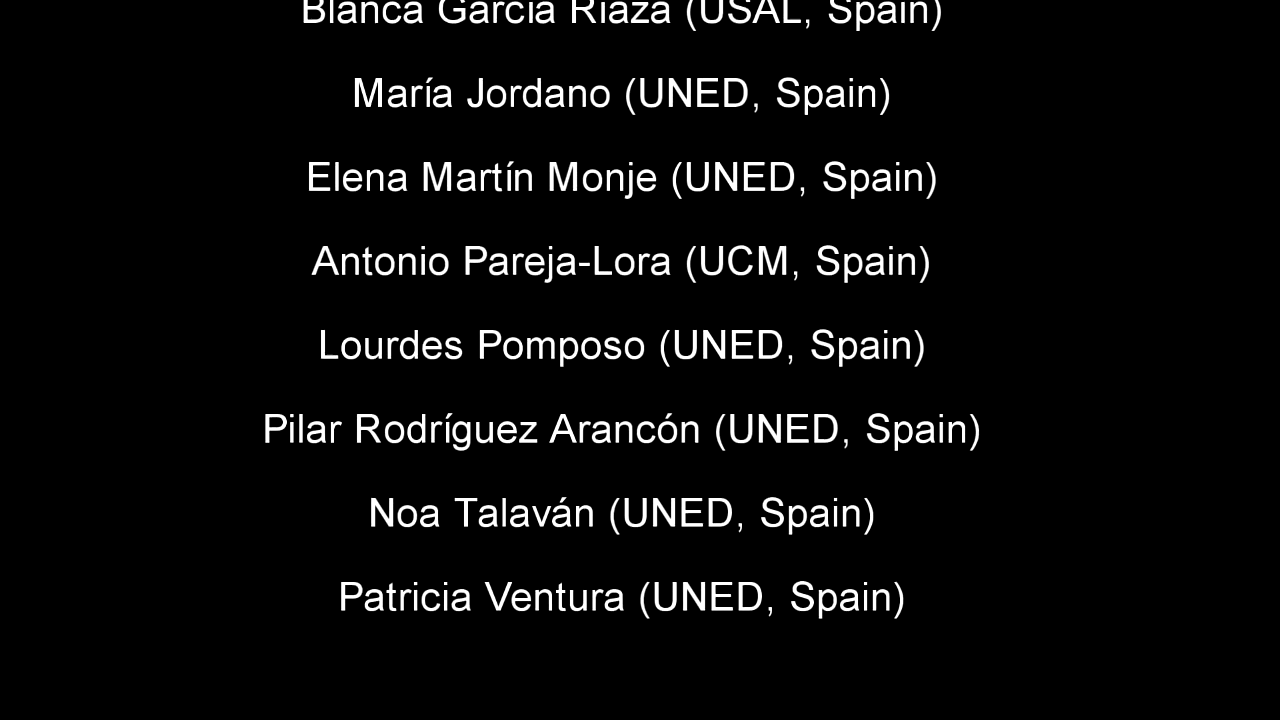 Blanca García Riaza (USAL, Spain)
María Jordano (UNED, Spain)
Elena Martín Monje (UNED, Spain)
Antonio Pareja-Lora (UCM, Spain)
Lourdes Pomposo (UNED, Spain)
Pilar Rodríguez Arancón (UNED, Spain)
Noa Talaván (UNED, Spain)
Patricia Ventura (UNED, Spain)